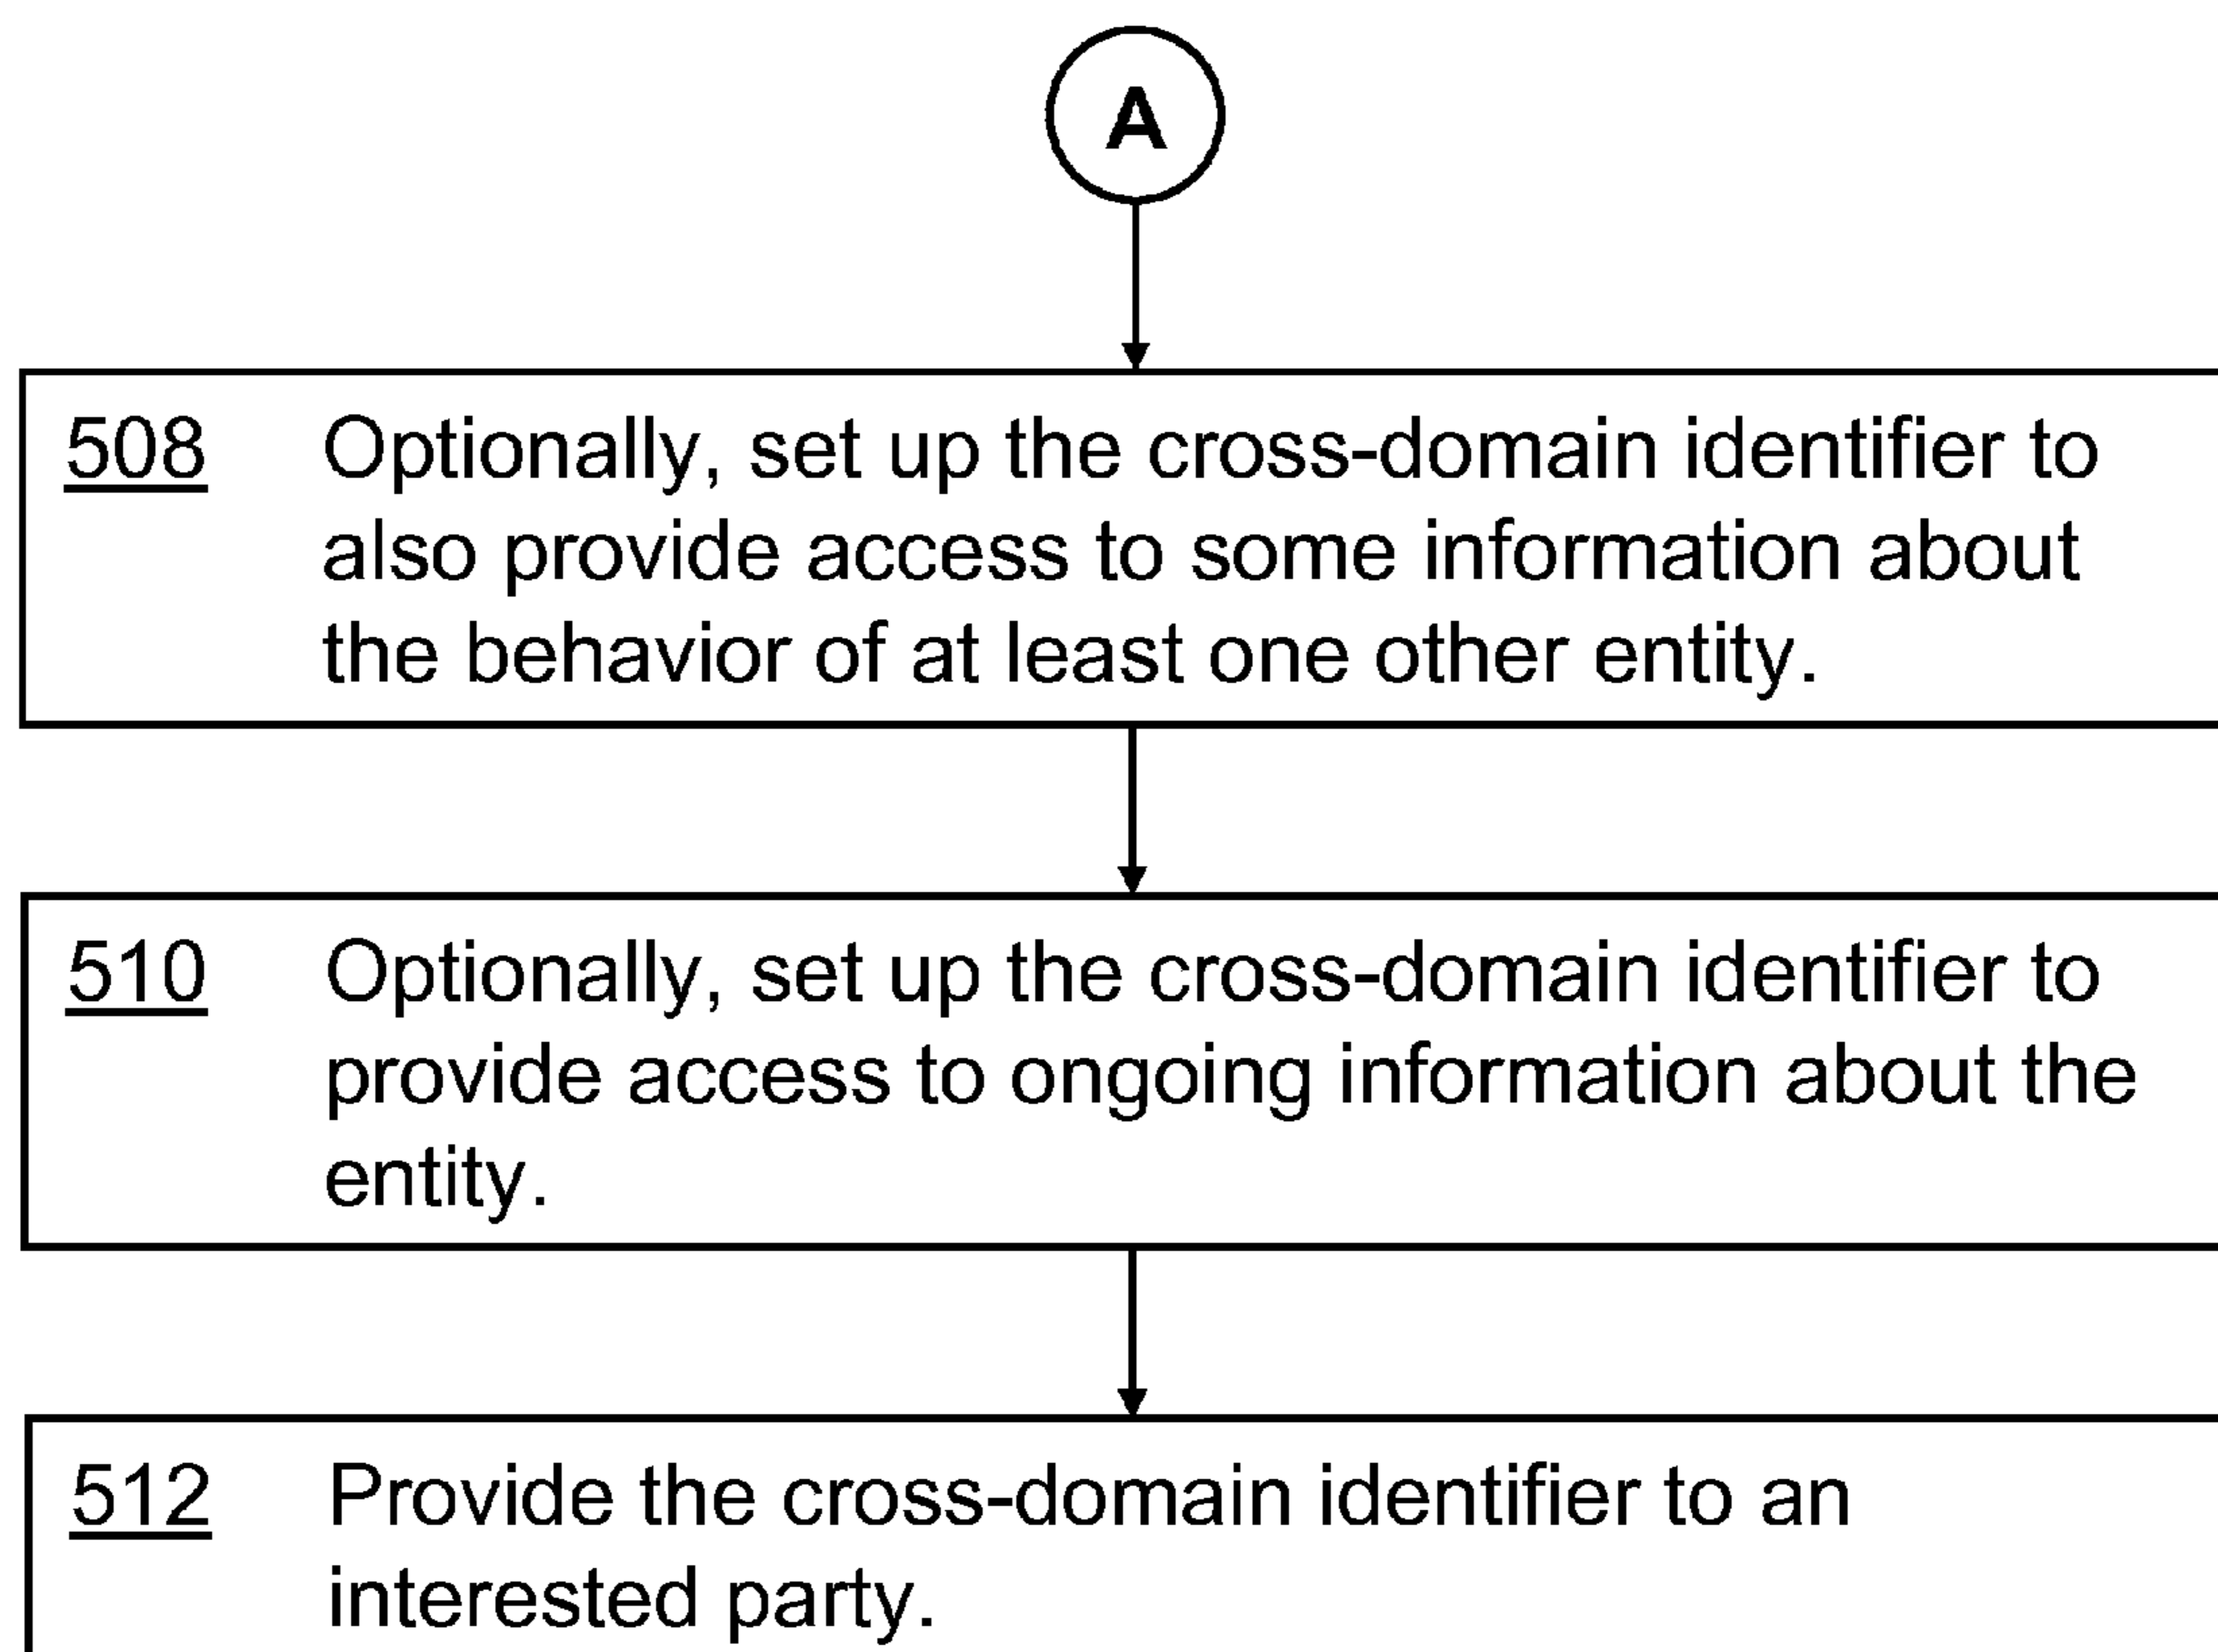 A
508 Optionally, set up the cross-domain identifier to
also provide access to some information about
the behavior of at least one other entity.
510 Optionally, set up the cross-domain identifier to
provide access to ongoing information about the
entity.
512 Provide the cross-domain identifier to an
interested party.